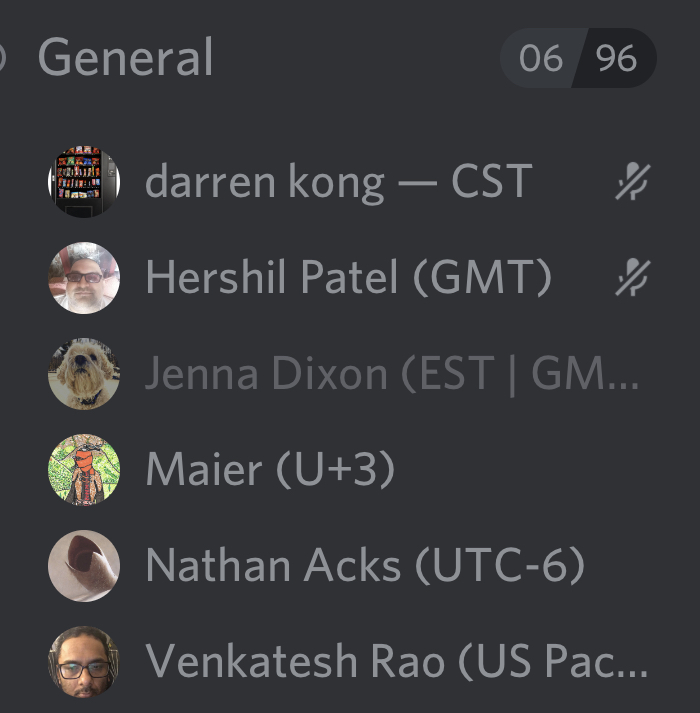 General 06 96
darren kong — CST
Hershil Patel (GMT)
Jenna Dixon (EST | GM...
Maier (U+3)
Nathan Acks (UTC-6)
Venkatesh Rao (US Pac...